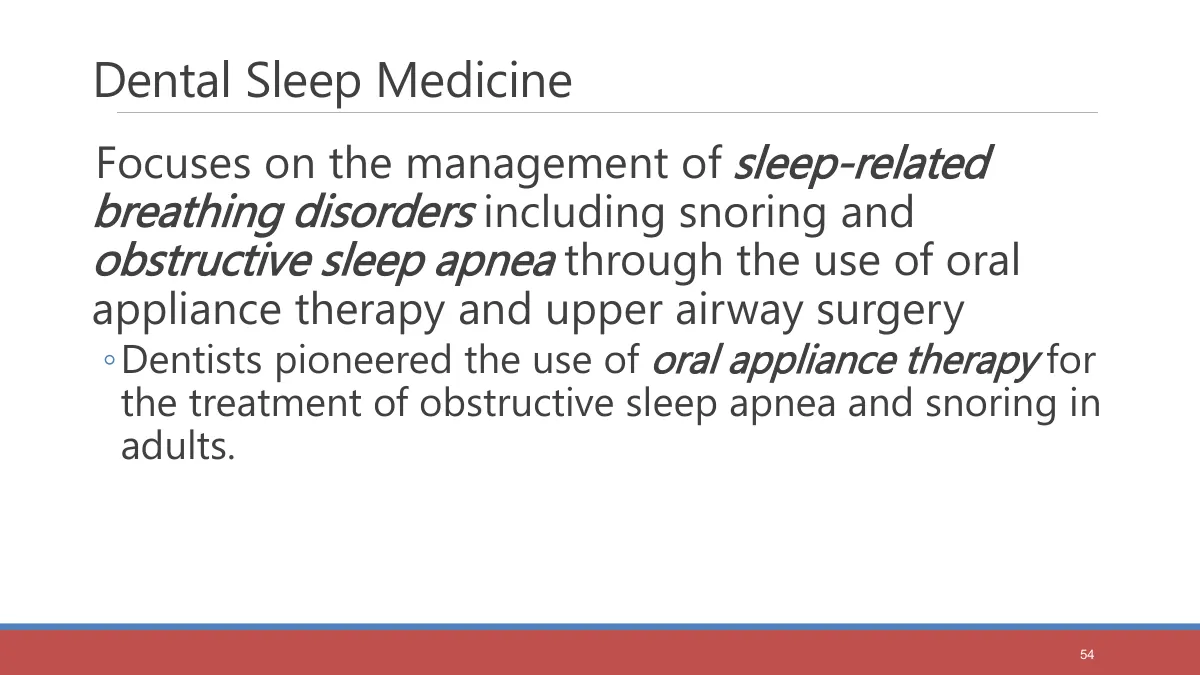 Dental Sleep Medicine
Focuses on the management of sleep-related
breathing disorders including snoring and
obstructive sleep apnea through the use of oral
appliance therapy and upper airway surgery
◦Dentists pioneered the use of oral appliance therapy for
the treatment of obstructive sleep apnea and snoring in
adults.
54